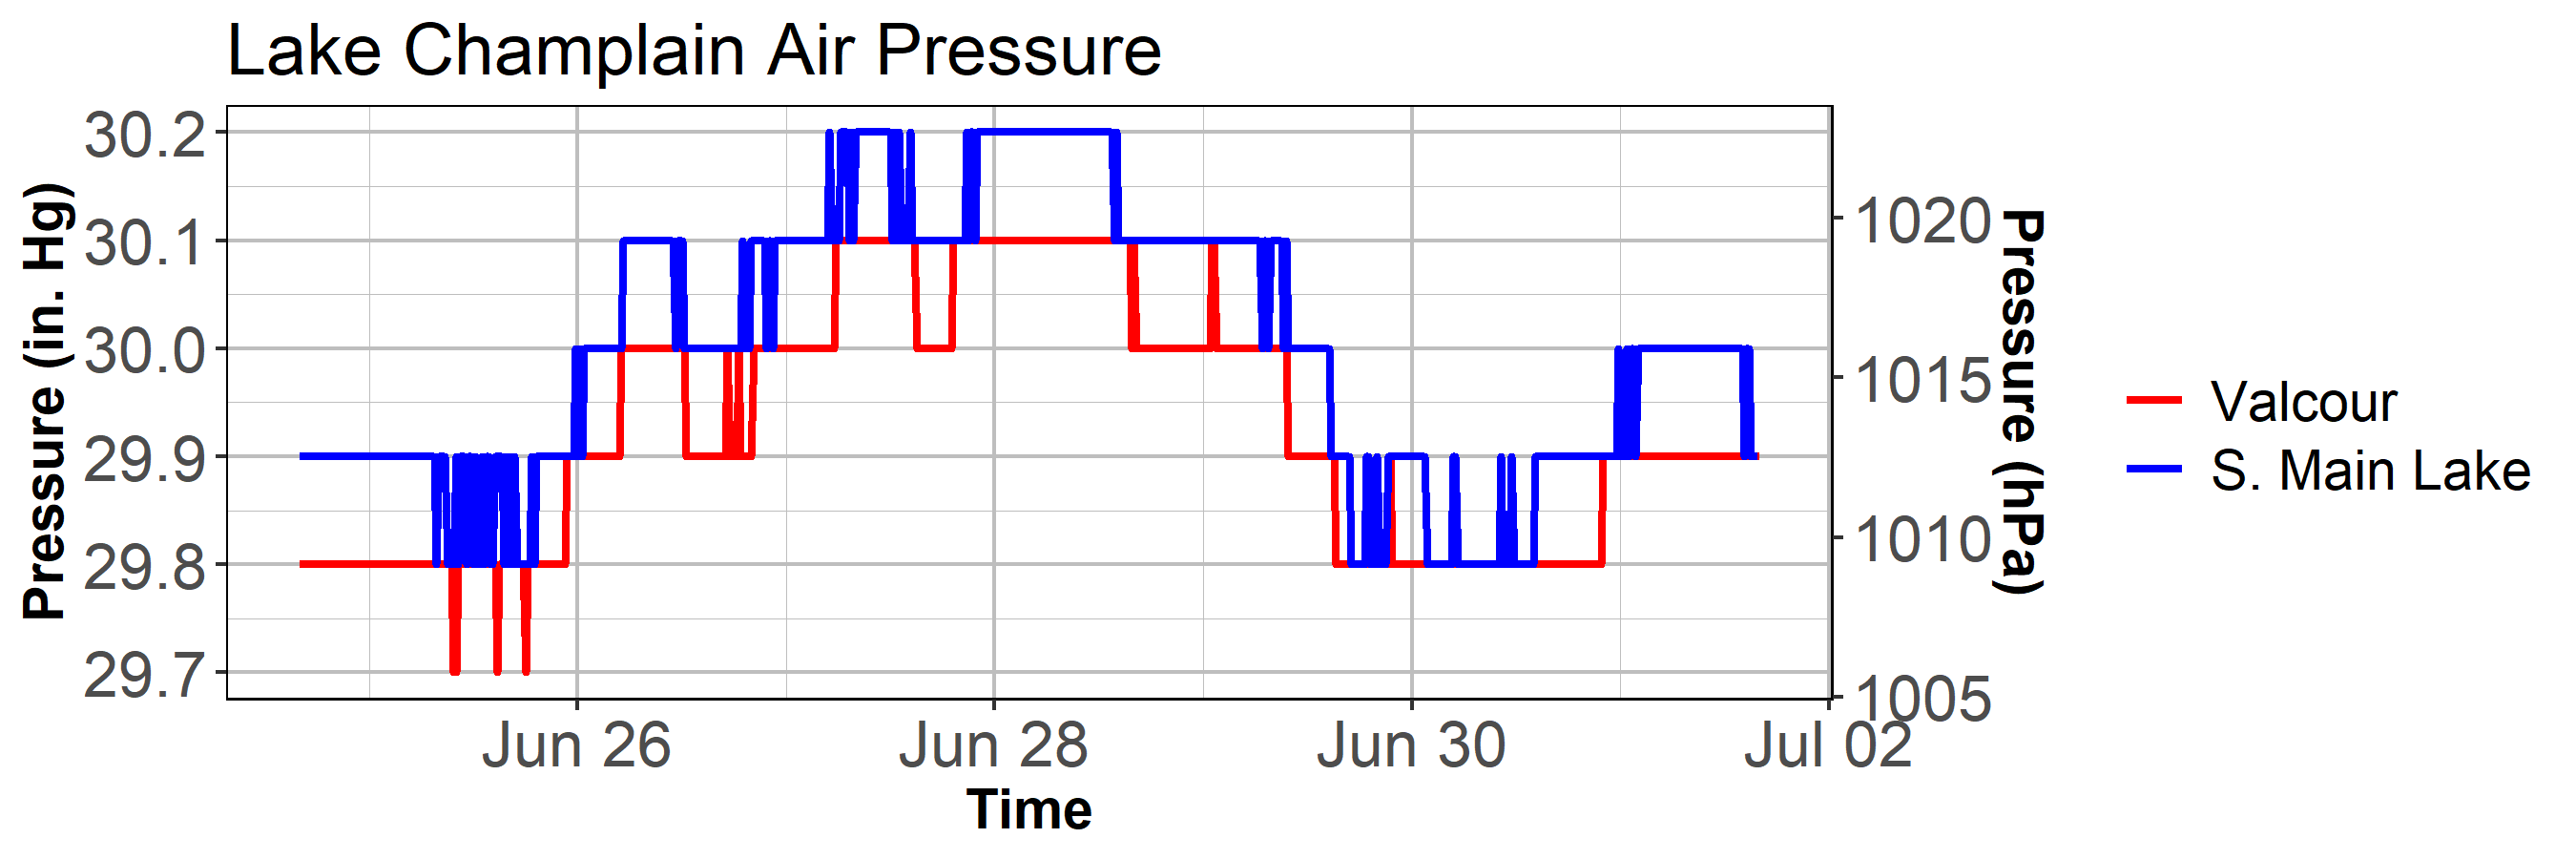 Lake Champlain Air Pressure
Pressure (in. Hg)
30.2
30.1
30.0
29.9
29.8
29.7
1020
1015
1010
1005
Pressure (hPa)
Jun 26
Jun 28
Jun 30
Jul 02
Time
Valcour
S. Main Lake